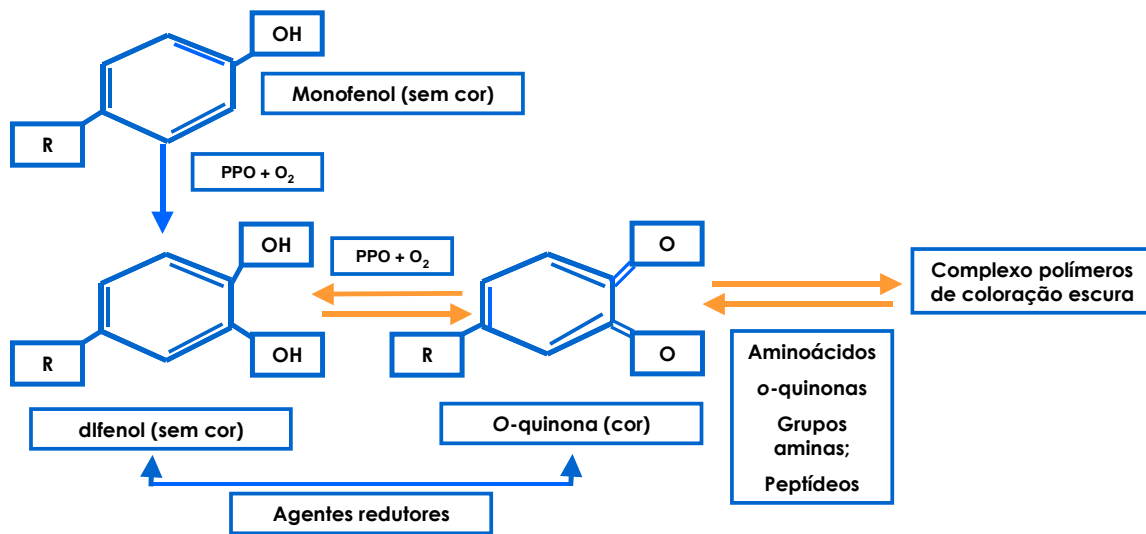 OH
Monofenol (sem cor)
R
PPO + O₂
OH
PPO + O₂
O
Complexo polímeros
de coloração escura
R
OH
R
O
Aminoácidos
o-quinonas
Grupos
aminas;
Peptídeos
dIfenol (sem cor)
O-quinona (cor)
Agentes redutores